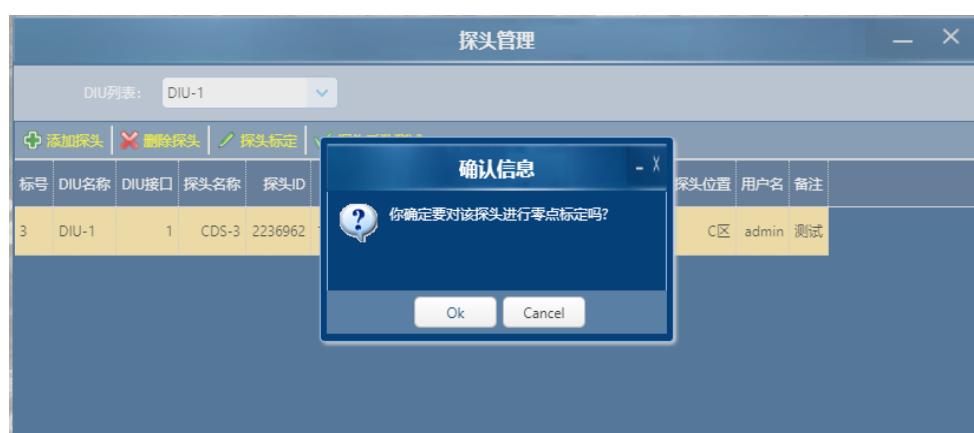 探头管理
DIU列表： DIU-1
添加探头 删除探头 探头标定
标号 DIU名称 DIU接口 探头名称 探头ID 探头位置 用户名 备注
3 DIU-1 1 CDS-3 2236962 C区 admin 测试
确认信息
你确定要对该探头进行零点标定吗?
Ok Cancel